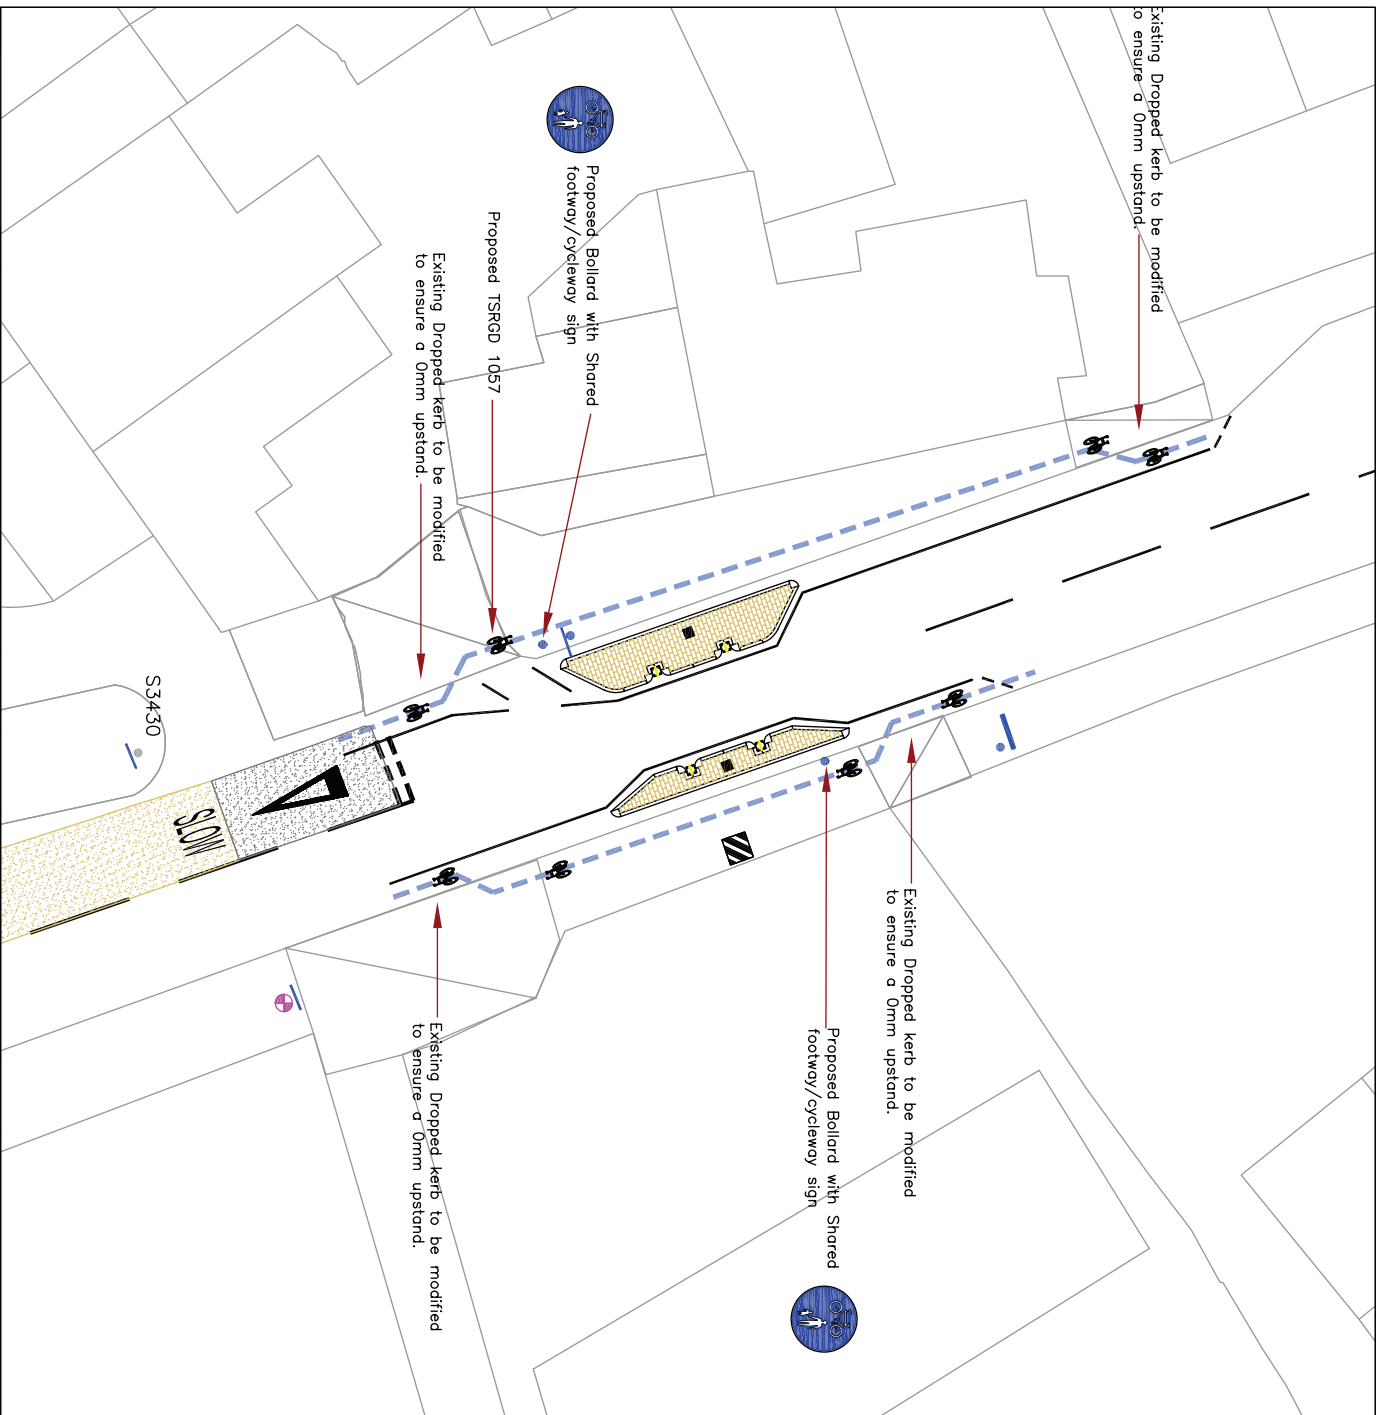 Existing Dropped kerb to be modified
to ensure a 0mm upstand.
Proposed Bollard with Shared
footway/cycleway sign
Proposed TSRGD 1057
Existing Dropped kerb to be modified
to ensure a 0mm upstand.
S3430
SLOW
Existing Dropped kerb to be modified
to ensure a 0mm upstand.
Proposed Bollard with Shared
footway/cycleway sign
Existing Dropped kerb to be modified
to ensure a 0mm upstand.